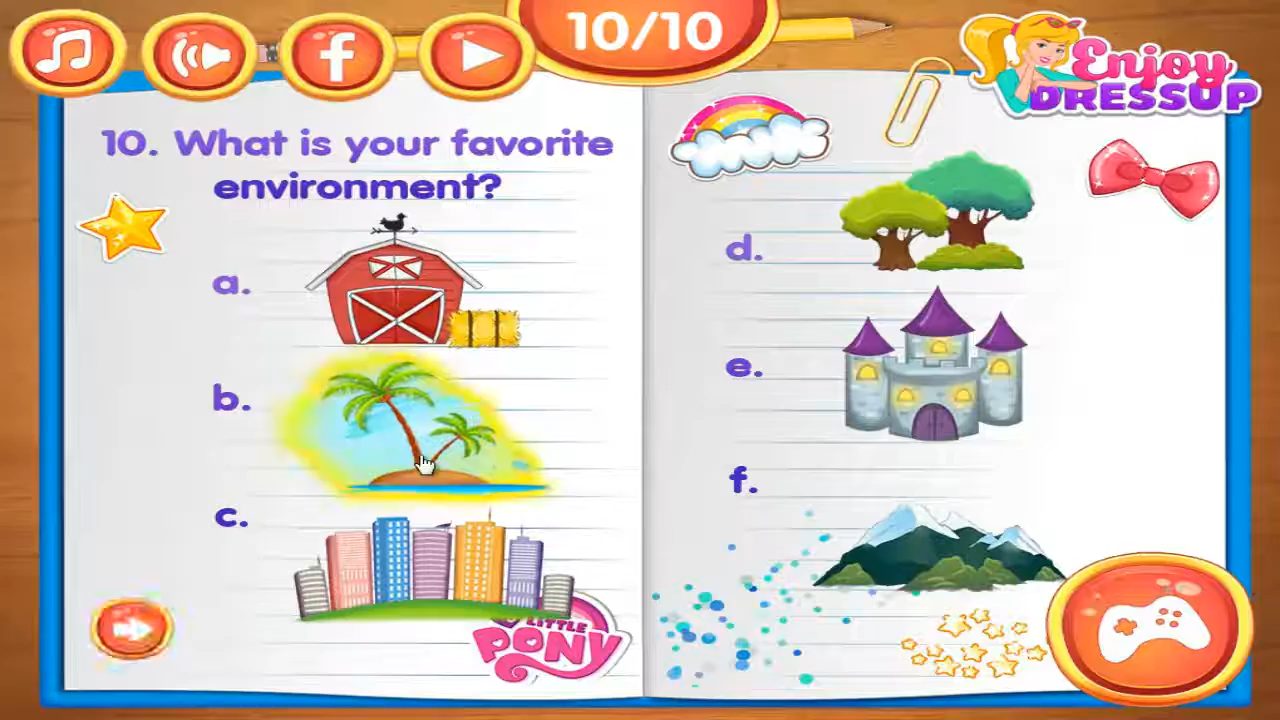 10/10
Enjoy
DRESSUP
10. What is your favorite
environment?
a.
b.
c.
d.
e.
f.
LITTLE
PONY